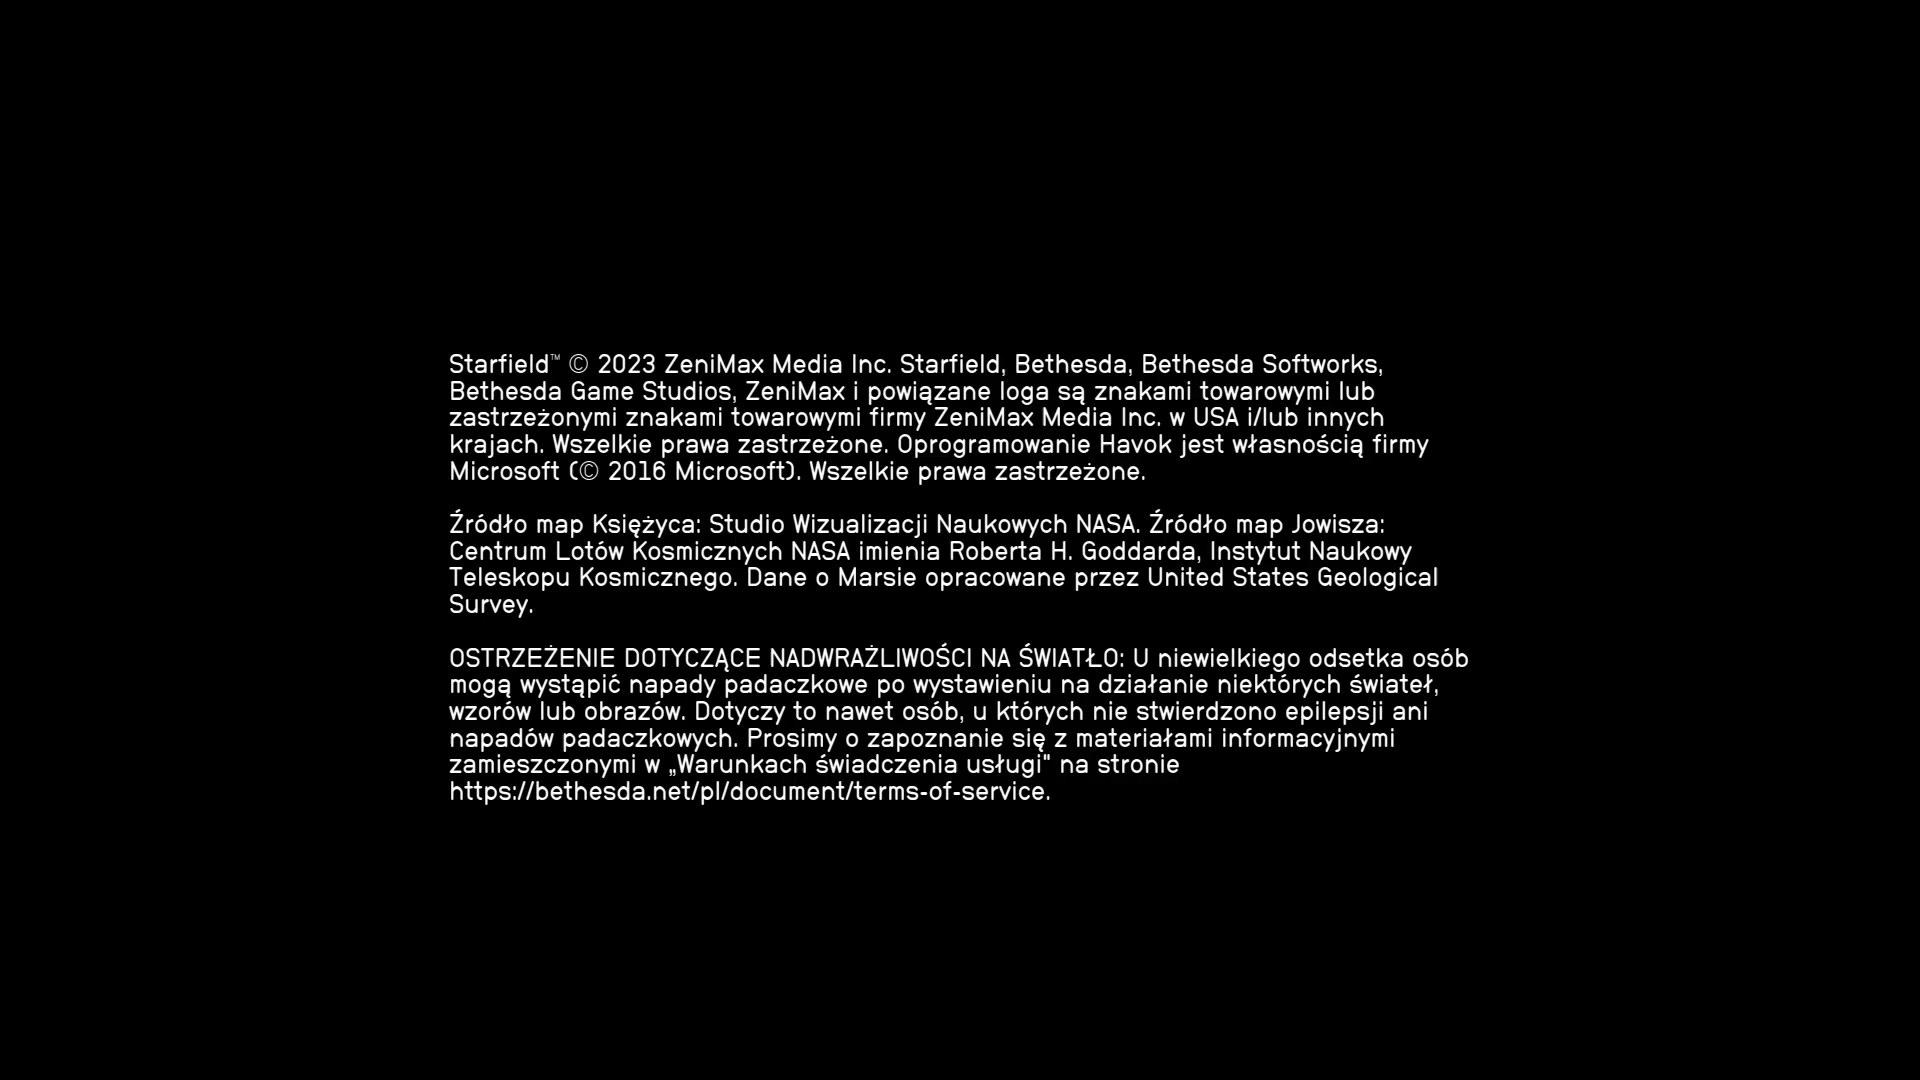 Starfield™ © 2023 ZeniMax Media Inc. Starfield, Bethesda, Bethesda Softworks,
Bethesda Game Studios, ZeniMax i powiązane loga są znakami towarowymi lub
zastrzeżonymi znakami towarowymi firmy ZeniMax Media Inc. w USA i/lub innych
krajach. Wszelkie prawa zastrzeżone. Oprogramowanie Havok jest własnością firmy
Microsoft (© 2016 Microsoft). Wszelkie prawa zastrzeżone.
Źródło map Księżyca: Studio Wizualizacji Naukowych NASA. Źródło map Jowisza:
Centrum Lotów Kosmicznych NASA imienia Roberta H. Goddarda, Instytut Naukowy
Teleskopu Kosmicznego. Dane o Marsie opracowane przez United States Geological
Survey.
OSTRZEŻENIE DOTYCZĄCE NADWRAŻLIWOŚCI NA ŚWIATŁO: U niewielkiego odsetka osób
mogą wystąpić napady padaczkowe po wystawieniu na działanie niektórych świateł,
wzorów lub obrazów. Dotyczy to nawet osób, u których nie stwierdzono epilepsji ani
napadów padaczkowych. Prosimy o zapoznanie się z materiałami informacyjnymi
zamieszczonymi w „Warunkach świadczenia usługi" na stronie
https://bethesda.net/pl/document/terms-of-service.